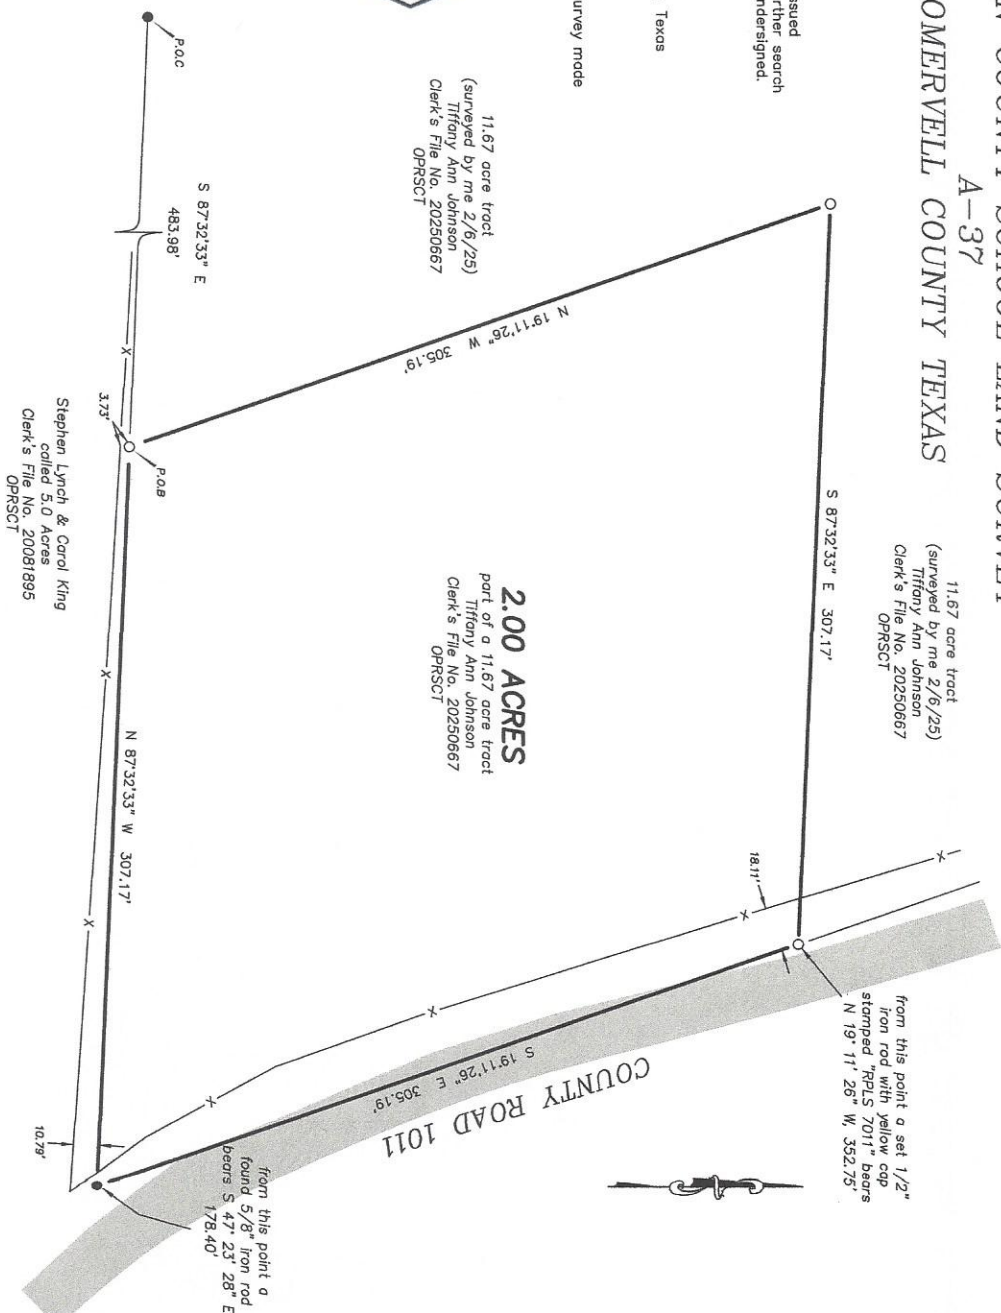 A-37
OMERVELL COUNTY TEXAS
ssued
rther search
ndersigned.
Texas
urvey made
11.67 acre tract
(surveyed by me 2/6/25)
Tiffany Ann Johnson
Clerk's File No. 20250667
OPRSCT
11.67 acre tract
(surveyed by me 2/6/25)
Tiffany Ann Johnson
Clerk's File No. 20250667
OPRSCT
S 87°32'33" E 307.17'
18.11'
from this point a set 1/2"
iron rod with yellow cap
stamped "RPLS 7011" bears
N 19° 11' 26" W, 352.75'
N 19°11'26" W 305.19'
2.00 ACRES
part of a 11.67 acre tract
Tiffany Ann Johnson
Clerk's File No. 20250667
OPRSCT
S 19°11'26" E 305.19'
COUNTY ROAD 1011
P.O.C
S 87°32'33" E
483.98'
X
3.73'
P.O.B
X
N 87°32'33" W 307.17'
X
X
X
X
X
10.79'
from this point a
found 5/8" iron rod
bears S 47° 23' 28" E
178.40'
Stephen Lynch & Carol King
called 5.0 Acres
Clerk's File No. 20081895
OPRSCT